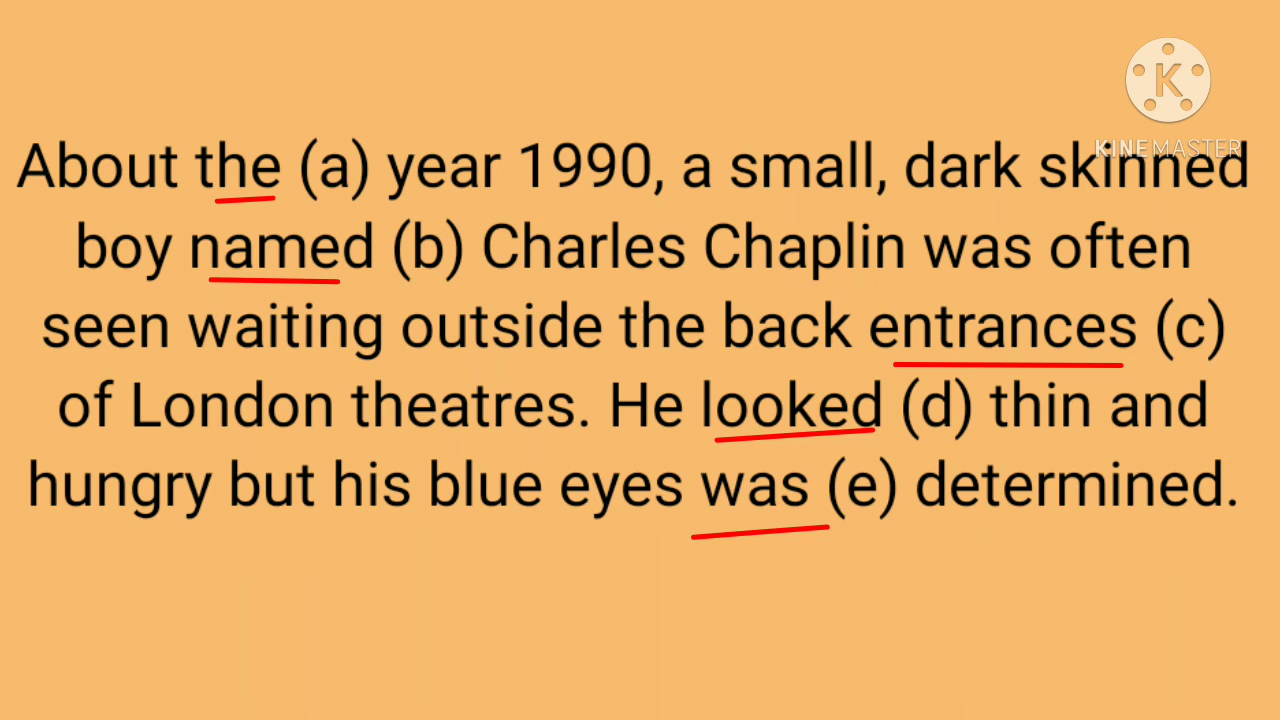 K
KINEMASTER
About the (a) year 1990, a small, dark skinned
boy named (b) Charles Chaplin was often
seen waiting outside the back entrances (c)
of London theatres. He looked (d) thin and
hungry but his blue eyes was (e) determined.